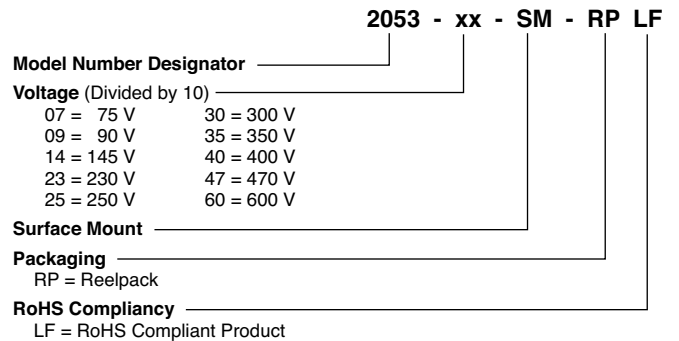 2053 - xx - SM - RP LF
Model Number Designator
Voltage (Divided by 10)
07 = 75 V 30 = 300 V
09 = 90 V 35 = 350 V
14 = 145 V 40 = 400 V
23 = 230 V 47 = 470 V
25 = 250 V 60 = 600 V
Surface Mount
Packaging
RP = Reelpack
RoHS Compliancy
LF = RoHS Compliant Product